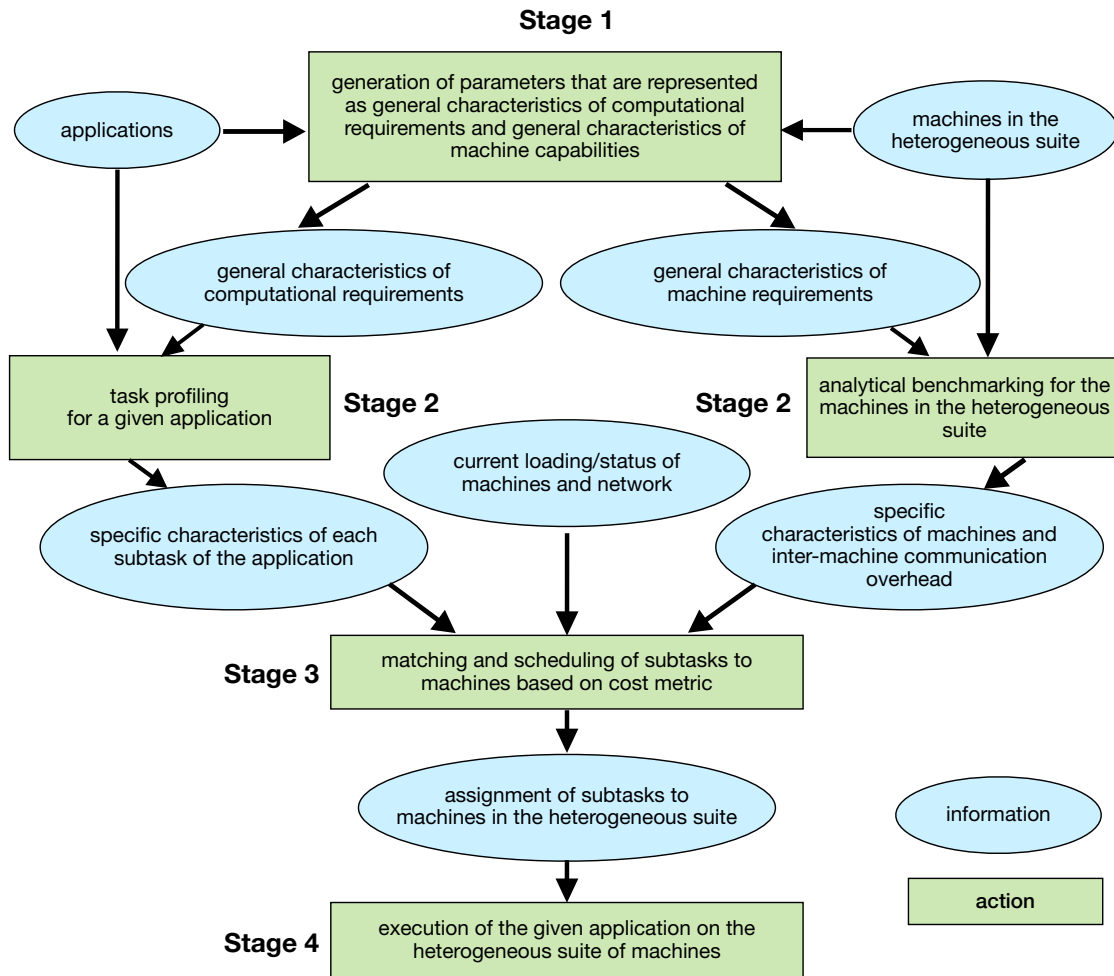 Stage 1
generation of parameters that are represented
as general characteristics of computational
requirements and general characteristics of
machine capabilities
applications
machines in the
heterogeneous suite
general characteristics of
computational requirements
general characteristics of
machine requirements
task profiling
for a given application
Stage 2
Stage 2
analytical benchmarking for the
machines in the heterogeneous
suite
current loading/status of
machines and network
specific characteristics of each
subtask of the application
specific
characteristics of machines and
inter-machine communication
overhead
Stage 3
matching and scheduling of subtasks to
machines based on cost metric
assignment of subtasks to
machines in the heterogeneous suite
information
action
Stage 4
execution of the given application on the
heterogeneous suite of machines